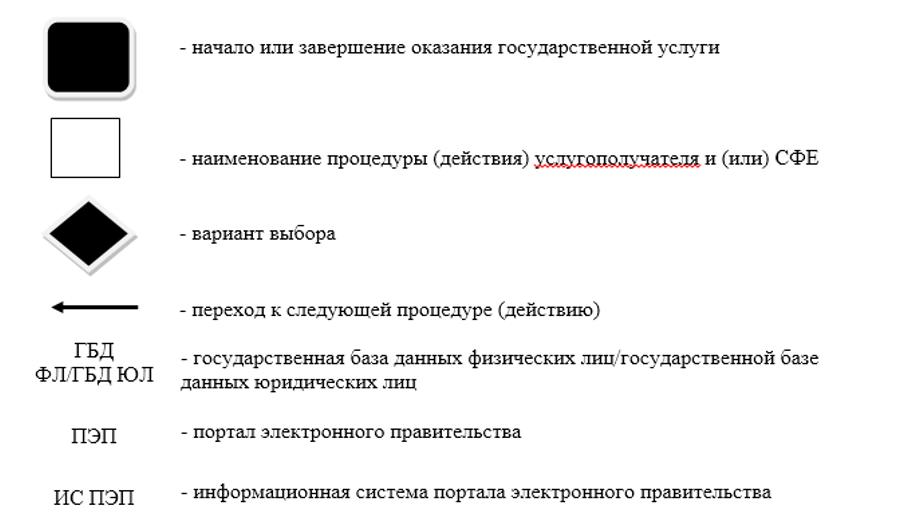 - начало или завершение оказания государственной услуги
- наименование процедуры (действия) услугополучателя и (или) СФЕ
- вариант выбора
- переход к следующей процедуре (действию)
ГБД
ФЛ/ГБД ЮЛ
- государственная база данных физических лиц/государственной базе
данных юридических лиц
ПЭП
- портал электронного правительства
ИС ПЭП
- информационная система портала электронного правительства